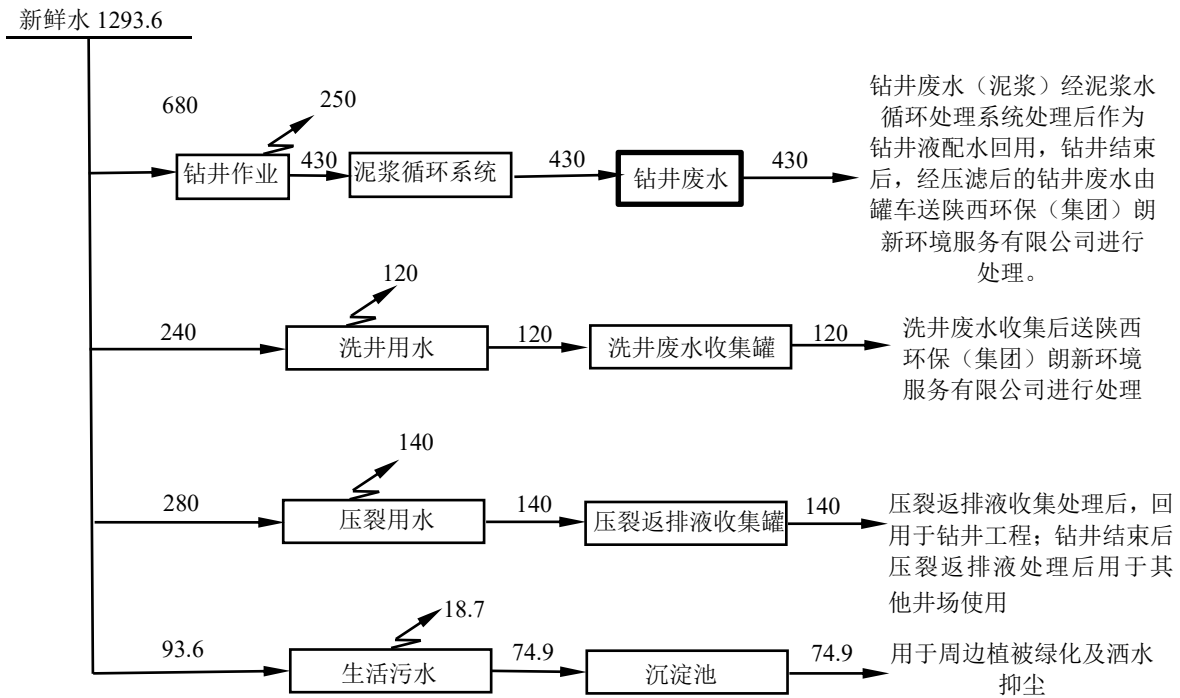 新鲜水 1293.6
680
250
钻井作业
430
泥浆循环系统
430
钻井废水
430
钻井废水（泥浆）经泥浆水
循环处理系统处理后作为
钻井液配水回用，钻井结束
后，经压滤后的钻井废水由
罐车送陕西环保（集团）朗
新环境服务有限公司进行
处理。
240
120
洗井用水
120
洗井废水收集罐
120
洗井废水收集后送陕西
环保（集团）朗新环境
服务有限公司进行处理
280
140
压裂用水
140
压裂返排液收集罐
140
压裂返排液收集处理后，回
用于钻井工程；钻井结束后
压裂返排液处理后用于其
他井场使用
93.6
18.7
生活污水
74.9
沉淀池
74.9
用于周边植被绿化及洒水
抑尘